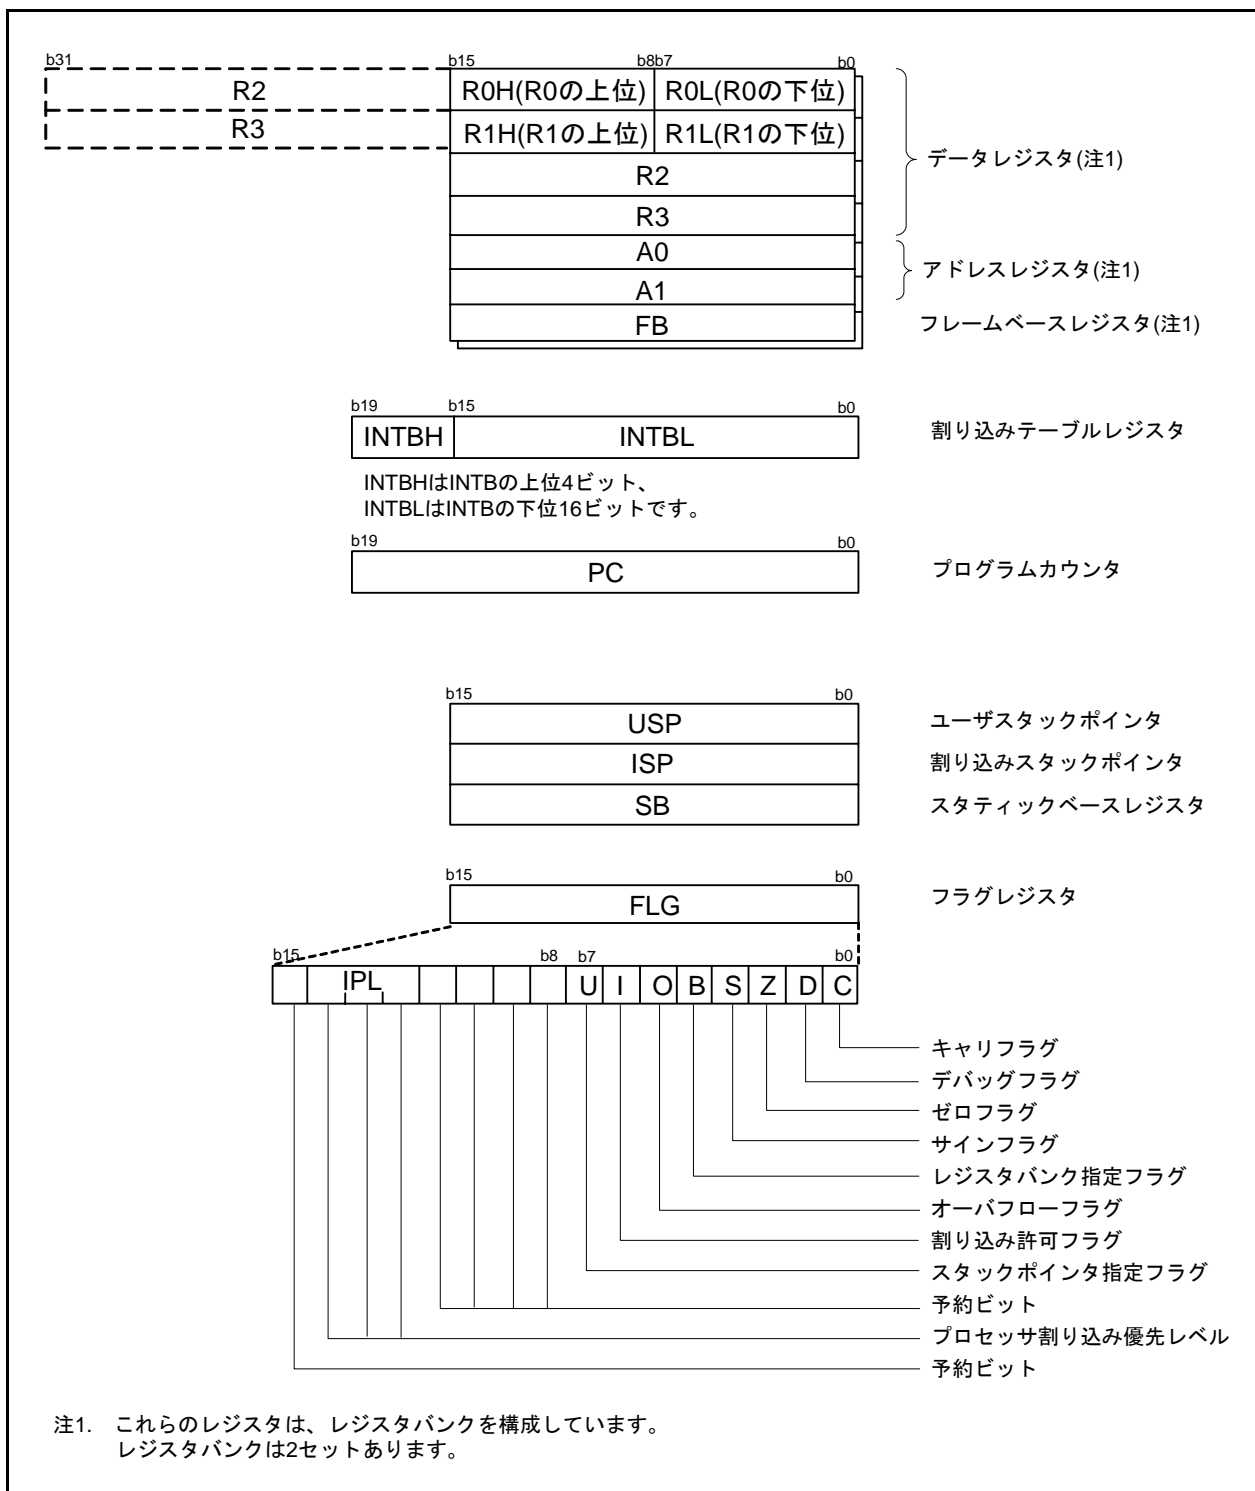 b31 b15 b8b7 b0
R2 R0H(R0の上位) R0L(R0の下位)
R3 R1H(R1の上位) R1L(R1の下位)
データレジスタ(注1)
R2
R3
A0
アドレスレジスタ(注1)
A1
FB フレームベースレジスタ(注1)
b19 b15 b0
INTBH INTBL 割り込みテーブルレジスタ
INTBHはINTBの上位4ビット、
INTBLはINTBの下位16ビットです。
b19 b0
PC プログラムカウンタ
b15 b0
USP ユーザスタックポインタ
ISP 割り込みスタックポインタ
SB スタティックベースレジスタ
b15 b0
FLG フラグレジスタ
b15 b8 b7 b0
IPL U I O B S Z D C
キャリフラグ
デバッグフラグ
ゼロフラグ
サインフラグ
レジスタバンク指定フラグ
オーバフローフラグ
割り込み許可フラグ
スタックポインタ指定フラグ
予約ビット
プロセッサ割り込み優先レベル
予約ビット
注1. これらのレジスタは、レジスタバンクを構成しています。
レジスタバンクは2セットあります。